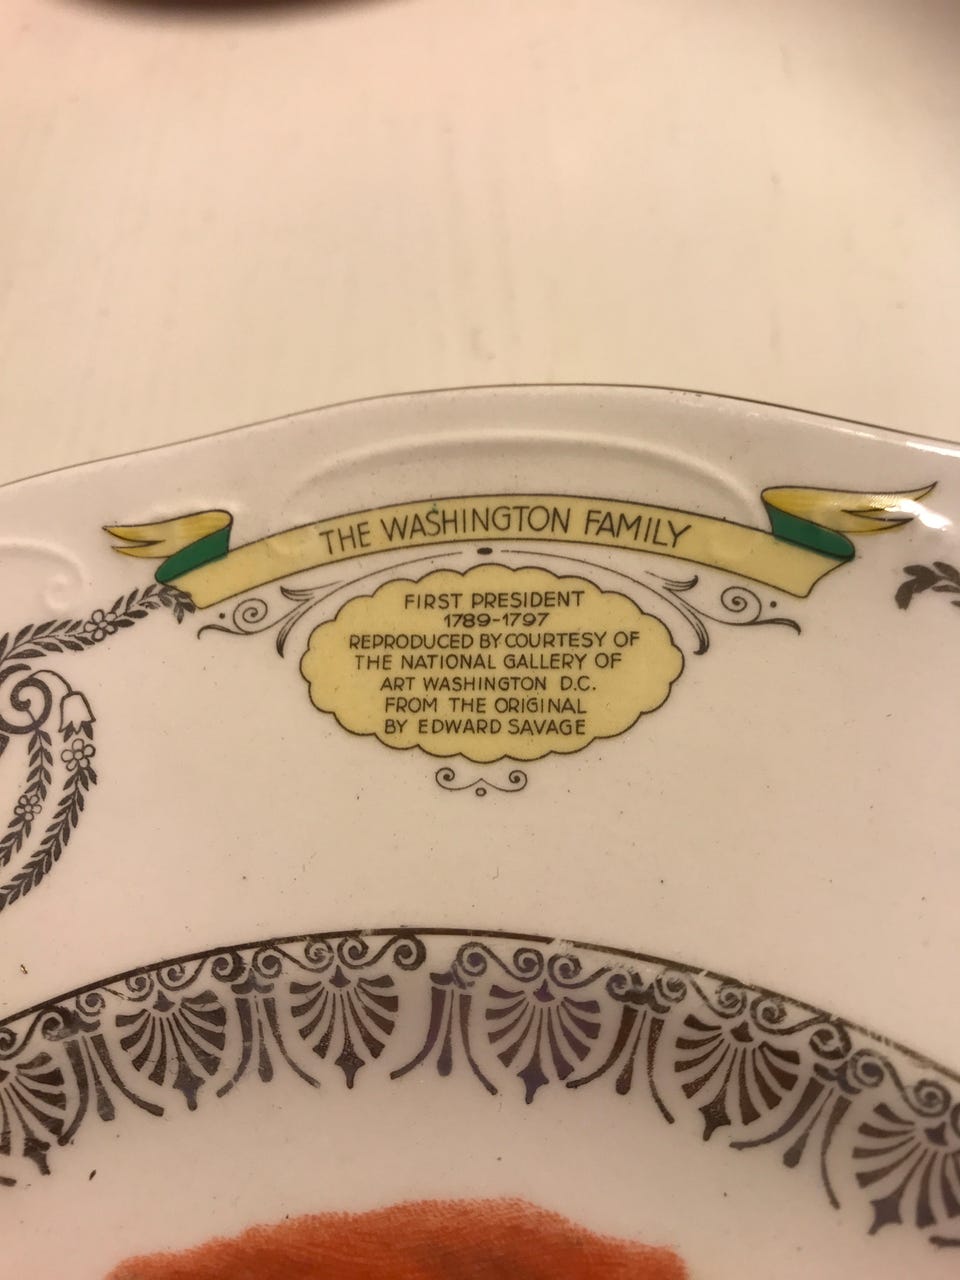 THE WASHINGTON FAMILY
FIRST PRESIDENT
1789-1797
REPRODUCED BY COURTESY OF
THE NATIONAL GALLERY OF
ART WASHINGTON D.C.
FROM THE ORIGINAL
BY EDWARD SAVAGE